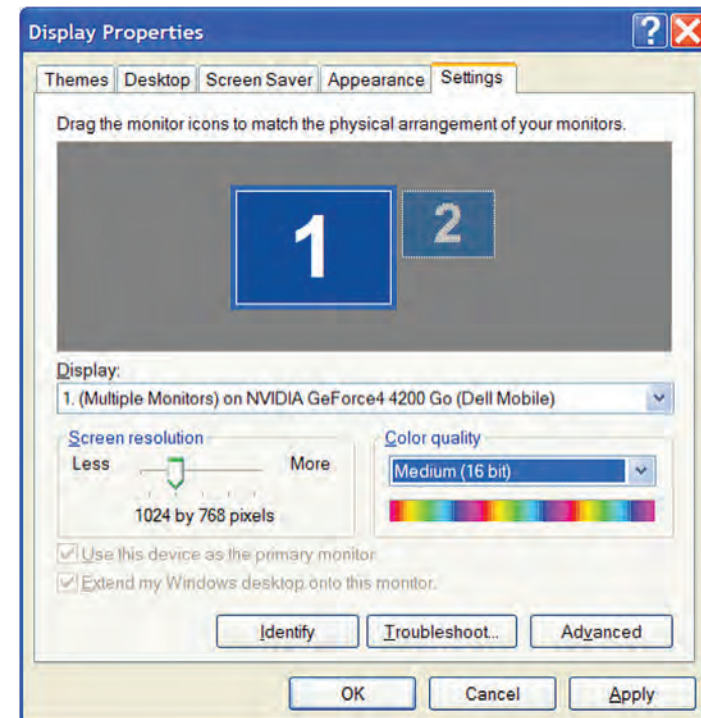 Display Properties
?
Themes Desktop Screen Saver Appearance Settings
Drag the monitor icons to match the physical arrangement of your monitors.
1 2
Display:
1. (Multiple Monitors) on NVIDIA GeForce4 4200 Go (Dell Mobile)
Screen resolution Color quality
Less More Medium (16 bit)
1024 by 768 pixels
Use this device as the primary monitor.
Extend my Windows desktop onto this monitor.
Identify Troubleshoot... Advanced
OK Cancel Apply